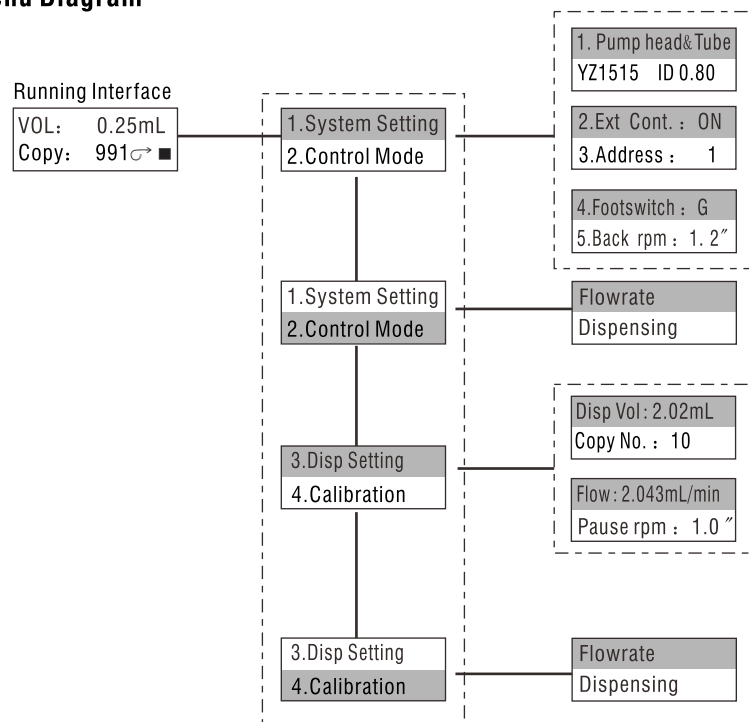 Menu Diagram
Running Interface
VOL: 0.25mL
Copy: 991
1.System Setting
2.Control Mode
1. Pump head& Tube
YZ1515 ID 0.80
2.Ext Cont. : ON
3.Address : 1
4.Footswitch : G
5.Back rpm : 1. 2″
1.System Setting
2.Control Mode
Flowrate
Dispensing
3.Disp Setting
4.Calibration
Disp Vol : 2.02mL
Copy No. : 10
Flow : 2.043mL/min
Pause rpm : 1.0 ″
3.Disp Setting
4.Calibration
Flowrate
Dispensing